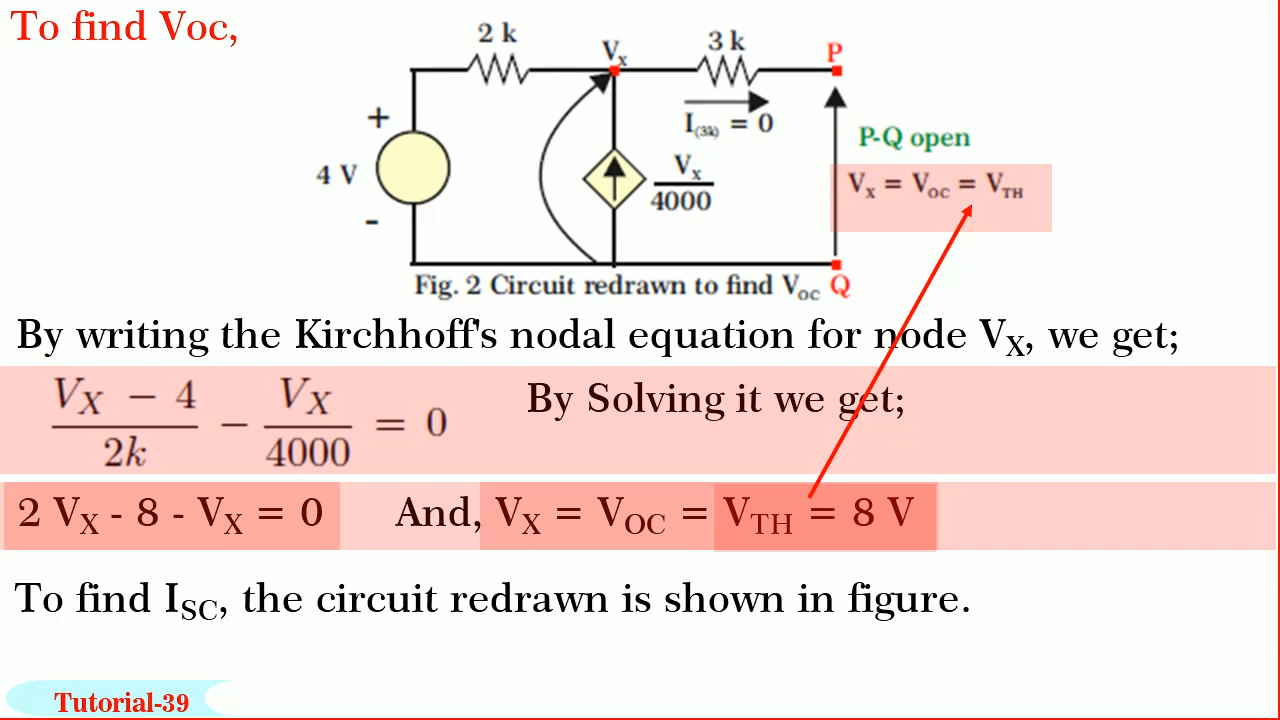 To find Voc,
2 k
Vx
3 k
P
+
I(3k) = 0
P-Q open
4 V
Vx/4000
Vx = VOC = VTH
-
Fig. 2 Circuit redrawn to find Voc Q
By writing the Kirchhoff's nodal equation for node VX, we get;
(VX − 4)/2k − VX/4000 = 0 By Solving it we get;
2 VX - 8 - VX = 0 And, VX = VOC = VTH = 8 V
To find ISC, the circuit redrawn is shown in figure.
Tutorial-39